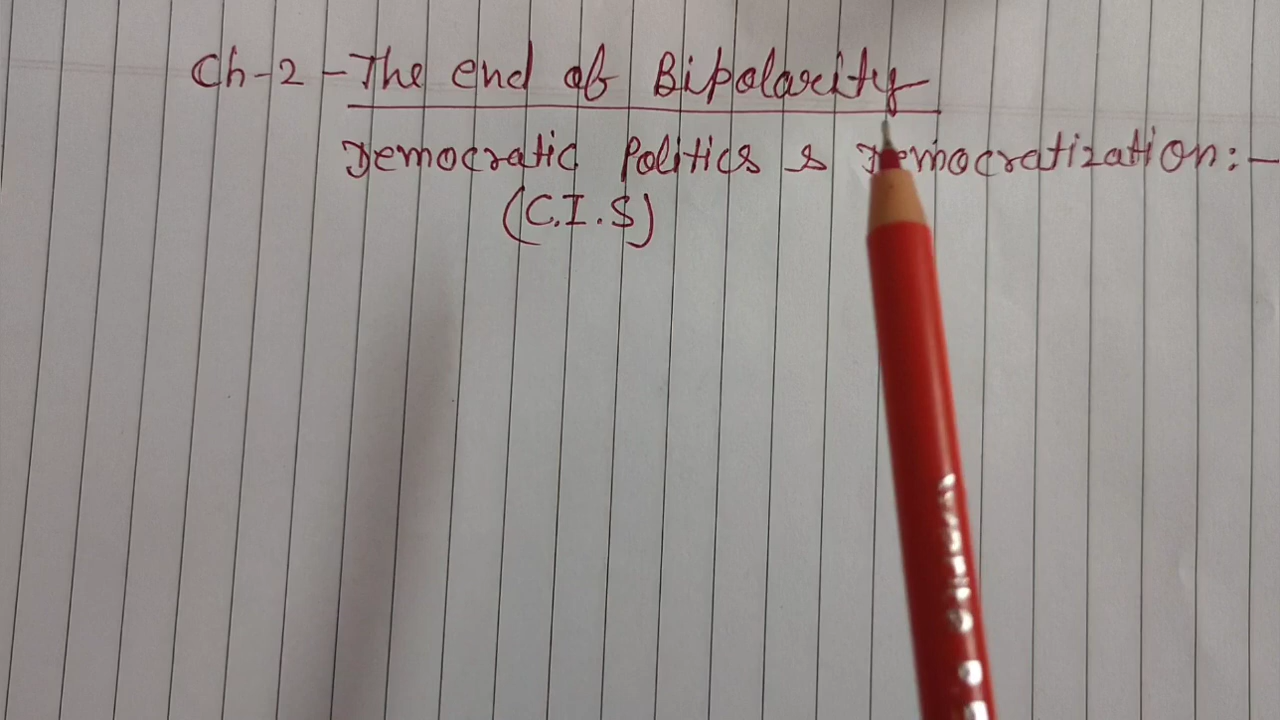 Ch-2-The end of Bipolarity
Democratic Politics & Democratization:-
(C.I.S)